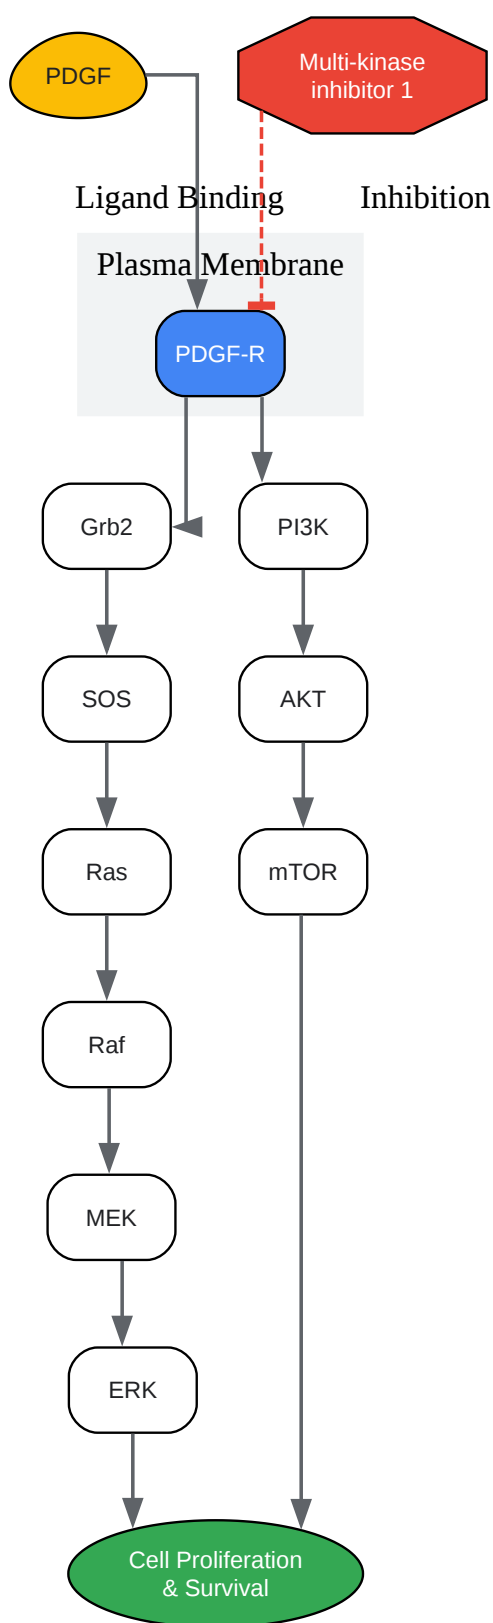 PDGF
Multi-kinase
inhibitor 1
Ligand Binding
Inhibition
Plasma Membrane
PDGF-R
Grb2
PI3K
SOS
AKT
Ras
mTOR
Raf
MEK
ERK
Cell Proliferation
& Survival